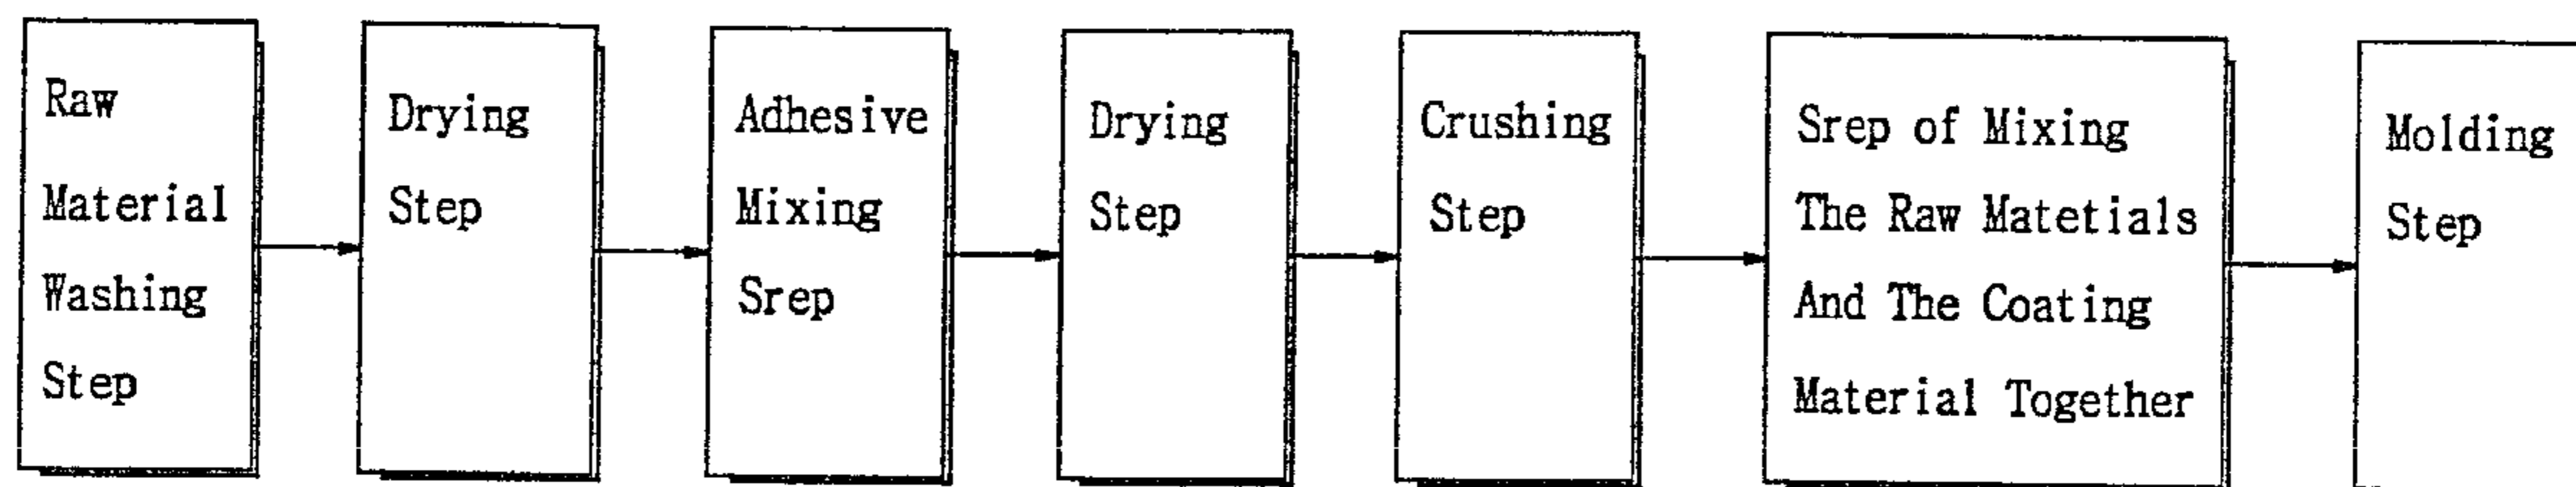 Raw
Material
Washing
Step
Drying
Step
Adhesive
Mixing
Srep
Drying
Step
Crushing
Step
Srep of Mixing
The Raw Matetials
And The Coating
Material Together
Molding
Step